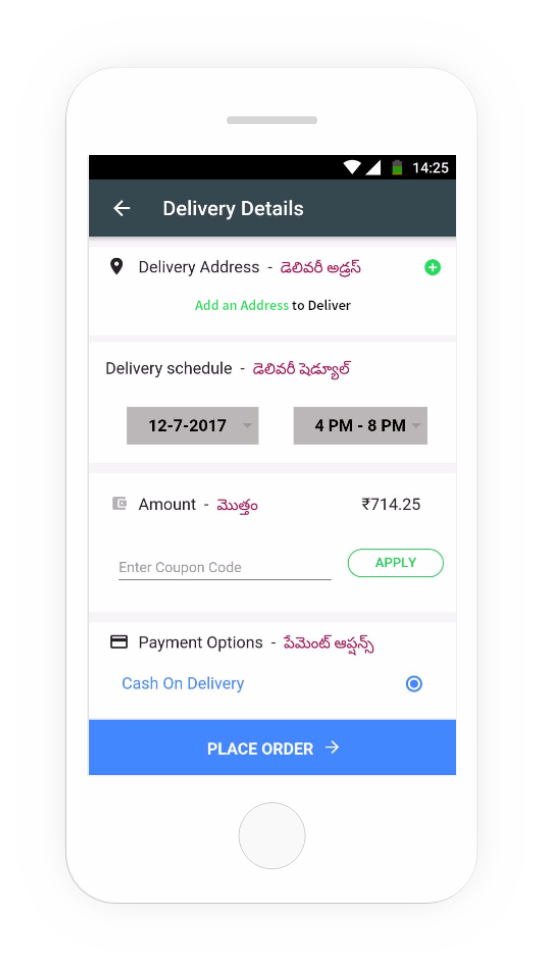 14:25
Delivery Details
Delivery Address - డెలివరీ అడ్రస్
Add an Address to Deliver
Delivery schedule - డెలివరీ షెడ్యూల్
12-7-2017 4 PM - 8 PM
Amount - మొత్తం ₹714.25
Enter Coupon Code APPLY
Payment Options - పేమెంట్ ఆప్షన్స్
Cash On Delivery
PLACE ORDER